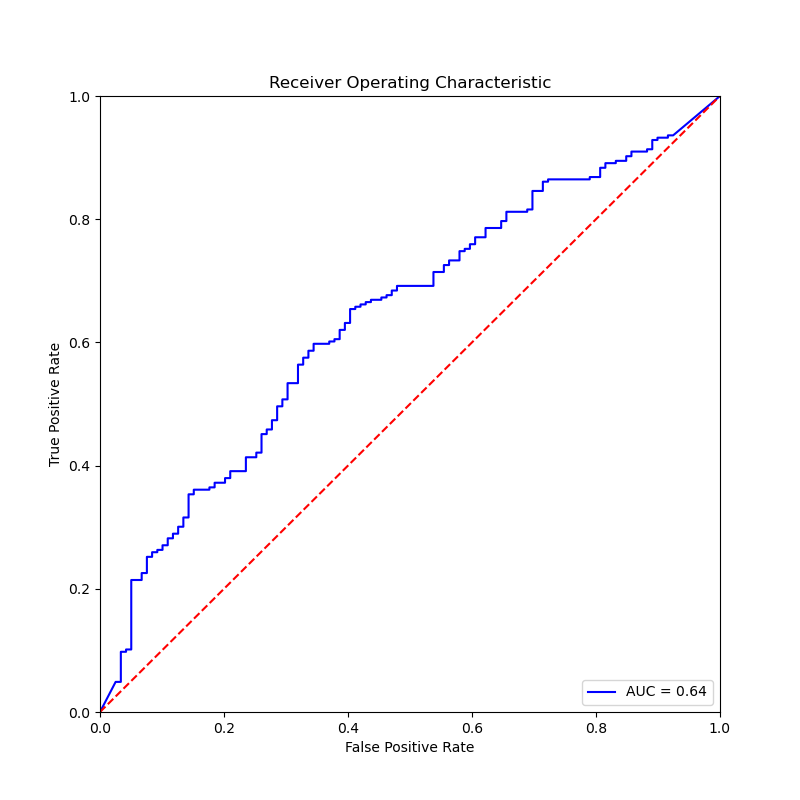 Receiver Operating Characteristic
True Positive Rate
1.0
0.8
0.6
0.4
0.2
0.0
AUC = 0.64
0.0 0.2 0.4 0.6 0.8 1.0
False Positive Rate